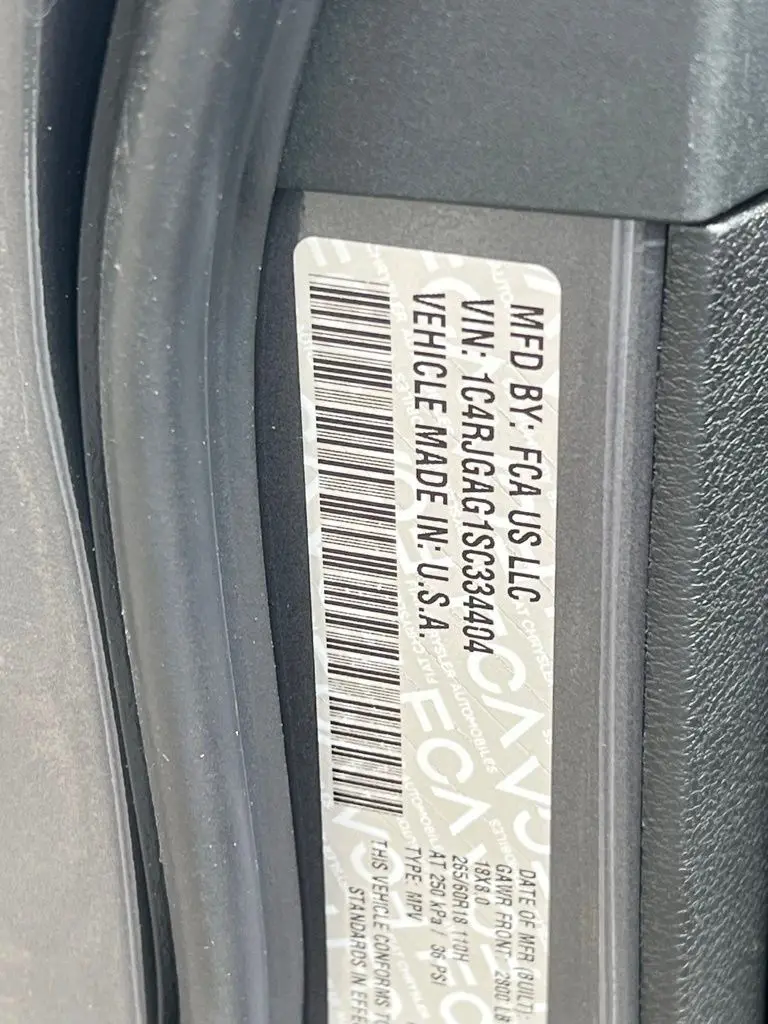 MFD BY: FCA US LLC
VIN: 1C4RJGAG1SC334404
VEHICLE MADE IN: U.S.A.
DATE OF MFR (BUILT):
GAWR FRONT 2800 LB
18X8.0
265/60R18 110H
AT 250 kPa / 36 PSI
TYPE: MPV
THIS VEHICLE CONFORMS TO
STANDARDS IN EFFEC